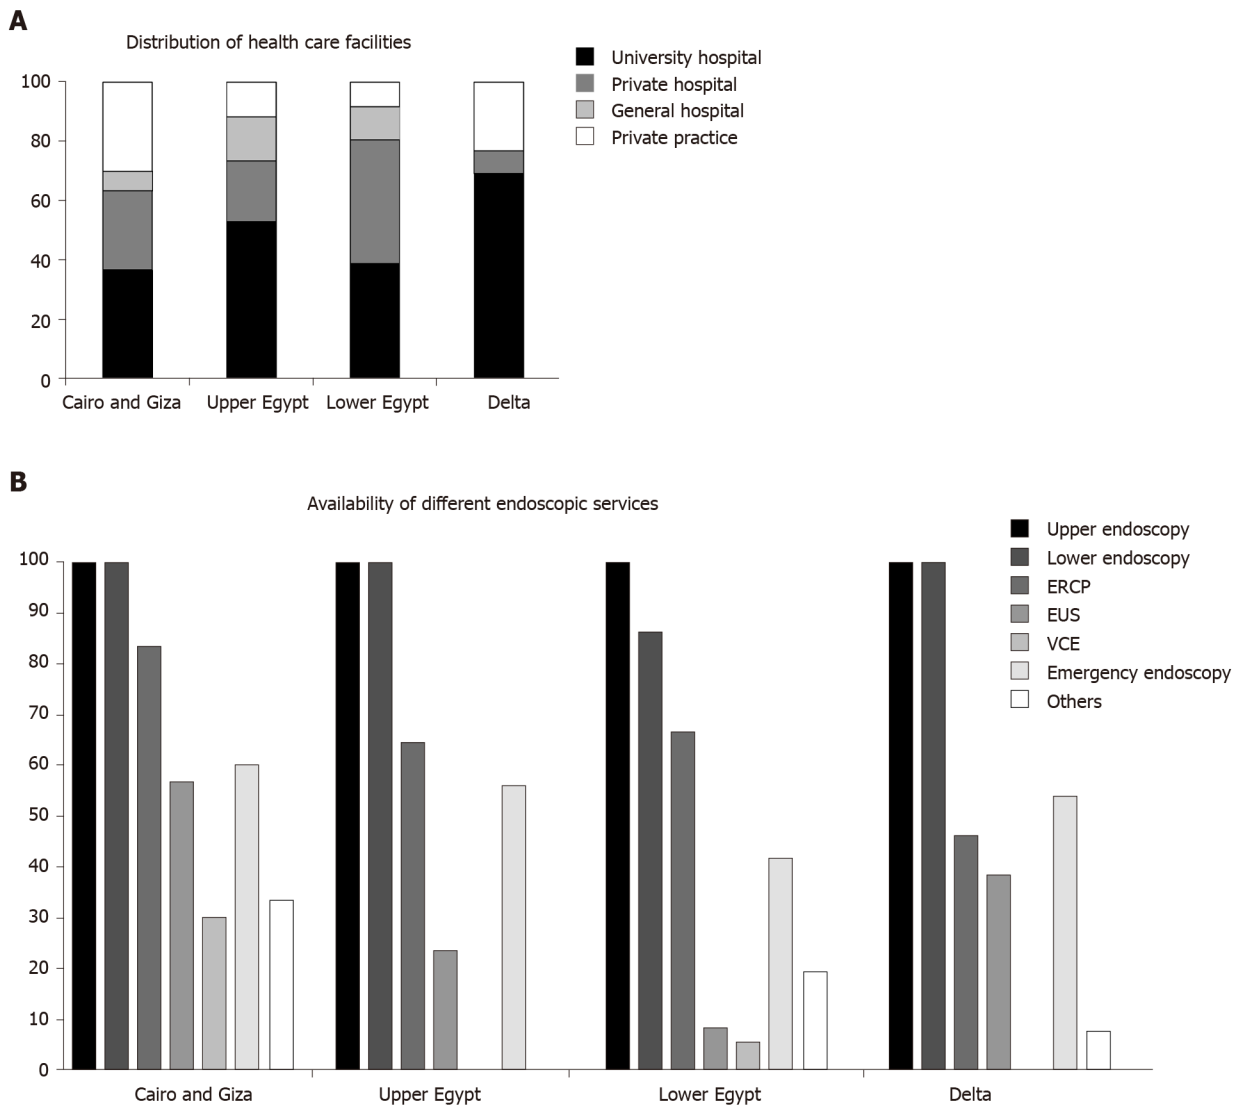 A
Distribution of health care facilities
University hospital
Private hospital
General hospital
Private practice
100
80
60
40
20
0
Cairo and Giza
Upper Egypt
Lower Egypt
Delta
B
Availability of different endoscopic services
Upper endoscopy
Lower endoscopy
ERCP
EUS
VCE
Emergency endoscopy
Others
100
90
80
70
60
50
40
30
20
10
0
Cairo and Giza
Upper Egypt
Lower Egypt
Delta